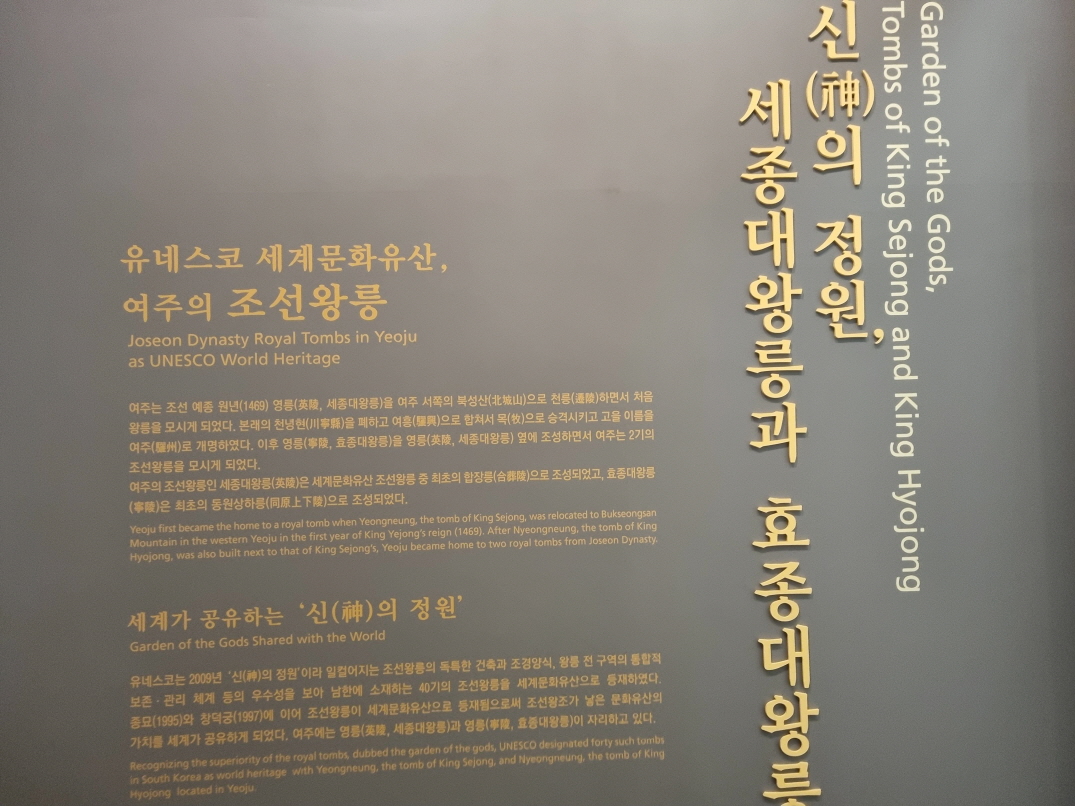 Garden of the Gods,
Tombs of King Sejong and King Hyojong
신(神)의 정원,
세종대왕릉과 효종대왕릉
유네스코 세계문화유산,
여주의 조선왕릉
Joseon Dynasty Royal Tombs in Yeoju
as UNESCO World Heritage
여주는 조선 예종 원년(1469) 영릉(英陵, 세종대왕릉)을 여주 서쪽의 북성산(北城山)으로 천릉(遷陵)하면서 처음
왕릉을 모시게 되었다. 본래의 천녕현(川寧縣)을 폐하고 여흥(驪興)으로 합쳐서 목(牧)으로 승격시키고 고을 이름을
여주(驪州)로 개명하였다. 이후 영릉(寧陵, 효종대왕릉)을 영릉(英陵, 세종대왕릉) 옆에 조성하면서 여주는 2기의
조선왕릉을 모시게 되었다.
여주의 조선왕릉인 세종대왕릉(英陵)은 세계문화유산 조선왕릉 중 최초의 합장릉(合葬陵)으로 조성되었고, 효종대왕릉
(寧陵)은 최초의 동원상하릉(同原上下陵)으로 조성되었다.
Yeoju first became the home to a royal tomb when Yeongneung, the tomb of King Sejong, was relocated to Bukseongsan
Mountain in the western Yeoju in the first year of King Yejong's reign (1469). After Nyeongneung, the tomb of King
Hyojong, was also built next to that of King Sejong's, Yeoju became home to two royal tombs from Joseon Dynasty.
세계가 공유하는 ‘신(神)의 정원’
Garden of the Gods Shared with the World
유네스코는 2009년 ‘신(神)의 정원’이라 일컬어지는 조선왕릉의 독특한 건축과 조경양식, 왕릉 전 구역의 통합적
보존 · 관리 체계 등의 우수성을 보아 남한에 소재하는 40기의 조선왕릉을 세계문화유산으로 등재하였다.
종묘(1995)와 창덕궁(1997)에 이어 조선왕릉이 세계문화유산으로 등재됨으로써 조선왕조가 낳은 문화유산의
가치를 세계가 공유하게 되었다. 여주에는 영릉(英陵, 세종대왕릉)과 영릉(寧陵, 효종대왕릉)이 자리하고 있다.
Recognizing the superiority of the royal tombs, dubbed the garden of the gods, UNESCO designated forty such tombs
in South Korea as world heritage with Yeongneung, the tomb of King Sejong, and Nyeongneung, the tomb of King
Hyojong located in Yeoju.